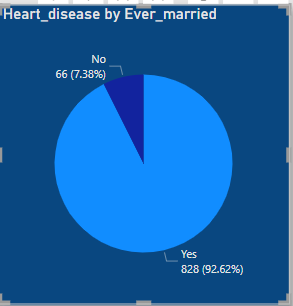 Heart_disease by Ever_married
No
66 (7.38%)
Yes
828 (92.62%)